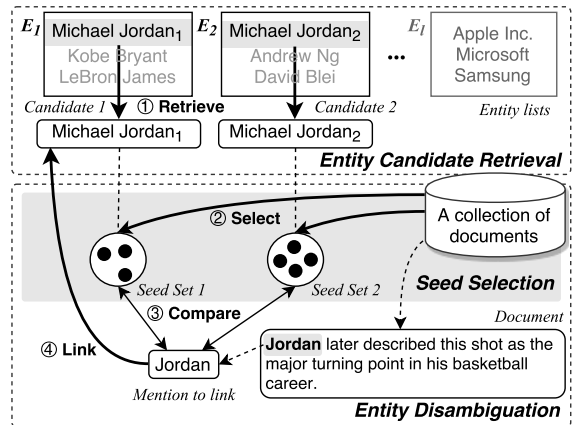 E1 Michael Jordan1 E2 Michael Jordan2 El Apple Inc.
Kobe Bryant Andrew Ng ... Microsoft
LeBron James David Blei Samsung
Candidate 1 ① Retrieve Candidate 2 Entity lists
Michael Jordan1 Michael Jordan2
Entity Candidate Retrieval
② Select A collection of
documents
Seed Set 1 Seed Set 2 Seed Selection
③ Compare Document
④ Link Jordan
Mention to link
Jordan later described this shot as the
major turning point in his basketball
career.
Entity Disambiguation